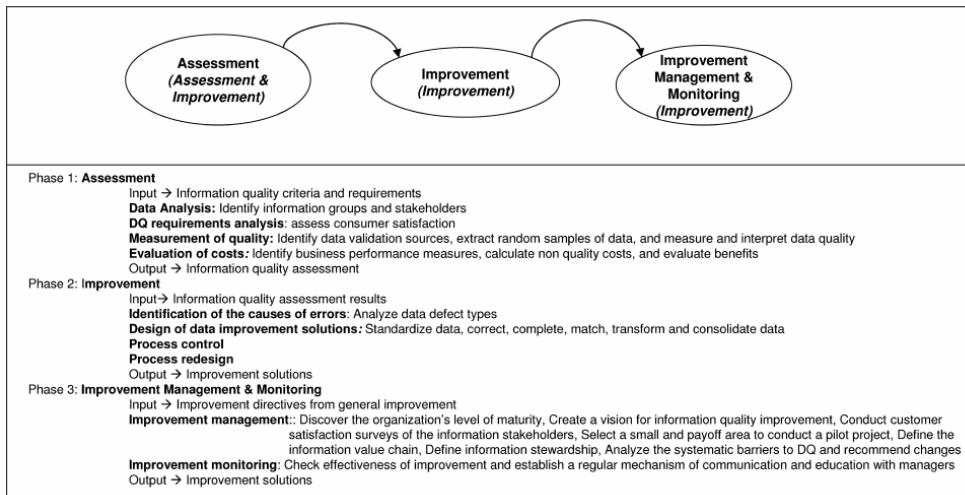 Assessment
(Assessment &
Improvement)
Improvement
(Improvement)
Improvement
Management &
Monitoring
(Improvement)
Phase 1: Assessment
Input → Information quality criteria and requirements
Data Analysis: Identify information groups and stakeholders
DQ requirements analysis: assess consumer satisfaction
Measurement of quality: Identify data validation sources, extract random samples of data, and measure and interpret data quality
Evaluation of costs: Identify business performance measures, calculate non quality costs, and evaluate benefits
Output → Information quality assessment
Phase 2: Improvement
Input→ Information quality assessment results
Identification of the causes of errors: Analyze data defect types
Design of data improvement solutions: Standardize data, correct, complete, match, transform and consolidate data
Process control
Process redesign
Output → Improvement solutions
Phase 3: Improvement Management & Monitoring
Input → Improvement directives from general improvement
Improvement management:: Discover the organization's level of maturity, Create a vision for information quality improvement, Conduct customer
satisfaction surveys of the information stakeholders, Select a small and payoff area to conduct a pilot project, Define the
information value chain, Define information stewardship, Analyze the systematic barriers to DQ and recommend changes
Improvement monitoring: Check effectiveness of improvement and establish a regular mechanism of communication and education with managers
Output → Improvement solutions